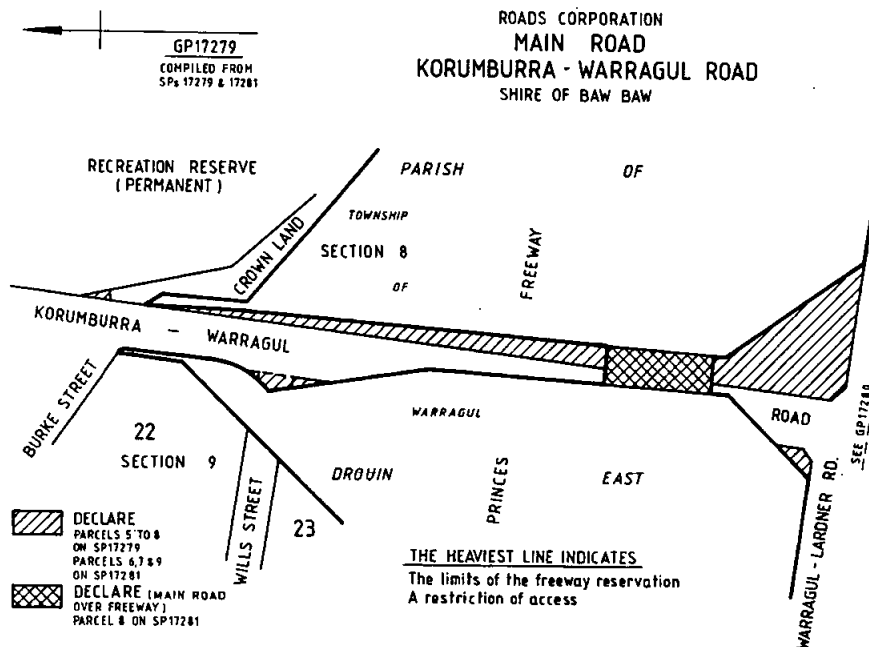 ROADS CORPORATION
MAIN ROAD
KORUMBURRA - WARRAGUL ROAD
SHIRE OF BAW BAW
GP17279
COMPILED FROM
SPs 17279 & 17281
RECREATION RESERVE
(PERMANENT)
CROWN LAND
PARISH OF
TOWNSHIP
SECTION 8
OF
FREEWAY
KORUMBURRA - WARRAGUL
ROAD
SEE GP17280
BURKE STREET
22
SECTION 9
WILLS STREET
23
WARRAGUL
DROUIN
PRINCES
EAST
WARRAGUL - LARDNER RD.
DECLARE
PARCELS 5 TO 8
ON SP17279
PARCELS 6,7 & 9
ON SP17281
DECLARE (MAIN ROAD
OVER FREEWAY)
PARCEL 8 ON SP17281
THE HEAVIEST LINE INDICATES
The limits of the freeway reservation
A restriction of access